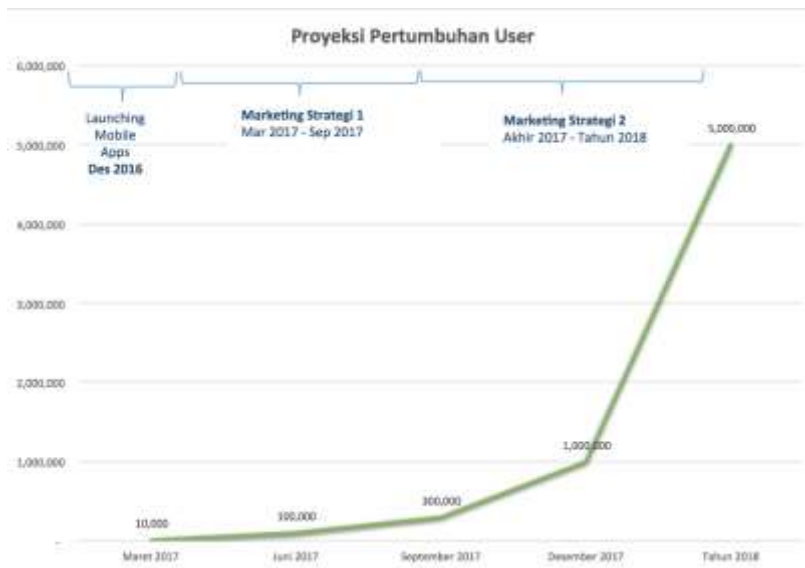 Proyeksi Pertumbuhan User
6,000,000
Launching
Mobile
Apps
Des 2016
Marketing Strategi 1
Mar 2017 - Sep 2017
Marketing Strategi 2
Akhir 2017 - Tahun 2018
5,000,000
5,000,000
4,000,000
3,000,000
2,000,000
1,000,000
1,000,000
300,000
10,000
-
Maret 2017
Juni 2017
September 2017
Desember 2017
Tahun 2018